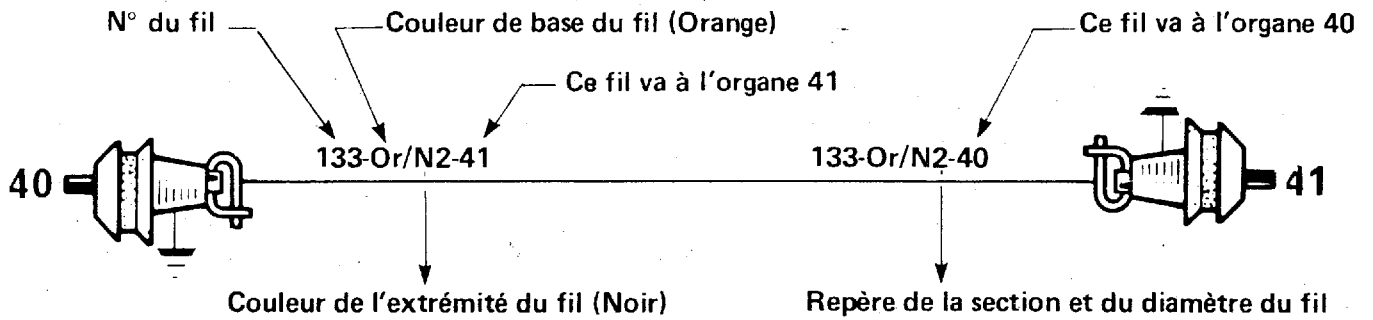 N° du fil
Couleur de base du fil (Orange)
Ce fil va à l'organe 40
Ce fil va à l'organe 41
133-Or/N2-41
133-Or/N2-40
40
41
Couleur de l'extrémité du fil (Noir)
Repère de la section et du diamètre du fil